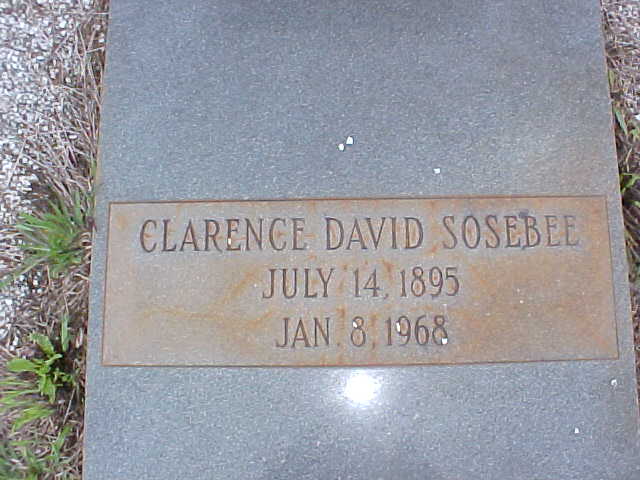 CLARENCE DAVID SOSEBEE
JULY 14, 1895
JAN. 8, 1968